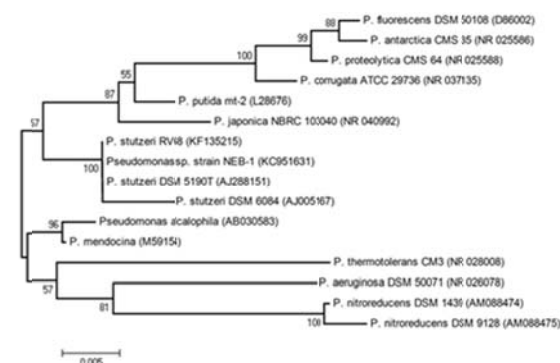 88
P. fluorescens DSM 50108 (D86002)
99
P. antarctica CMS 35 (NR 025586)
100
P. proteolytica CMS 64 (NR 025588)
55
P. corrugata ATCC 29736 (NR 037135)
87
P. putida mt-2 (L28676)
57
P. japonica NBRC 103040 (NR 040992)
P. stutzeri RV68 (KF135215)
Pseudomonas sp. strain NEB-1 (KC951631)
100
P. stutzeri DSM 5190T (AJ288151)
P. stutzeri DSM 6084 (AJ005167)
96
Pseudomonas alcalophila (AB030583)
P. mendocina (M59154)
P. thermotolerans CM3 (NR 028008)
57
P. aeruginosa DSM 50071 (NR 026078)
81
P. nitroreducens DSM 1439 (AM088474)
100
P. nitroreducens DSM 9128 (AM088475)
0.005